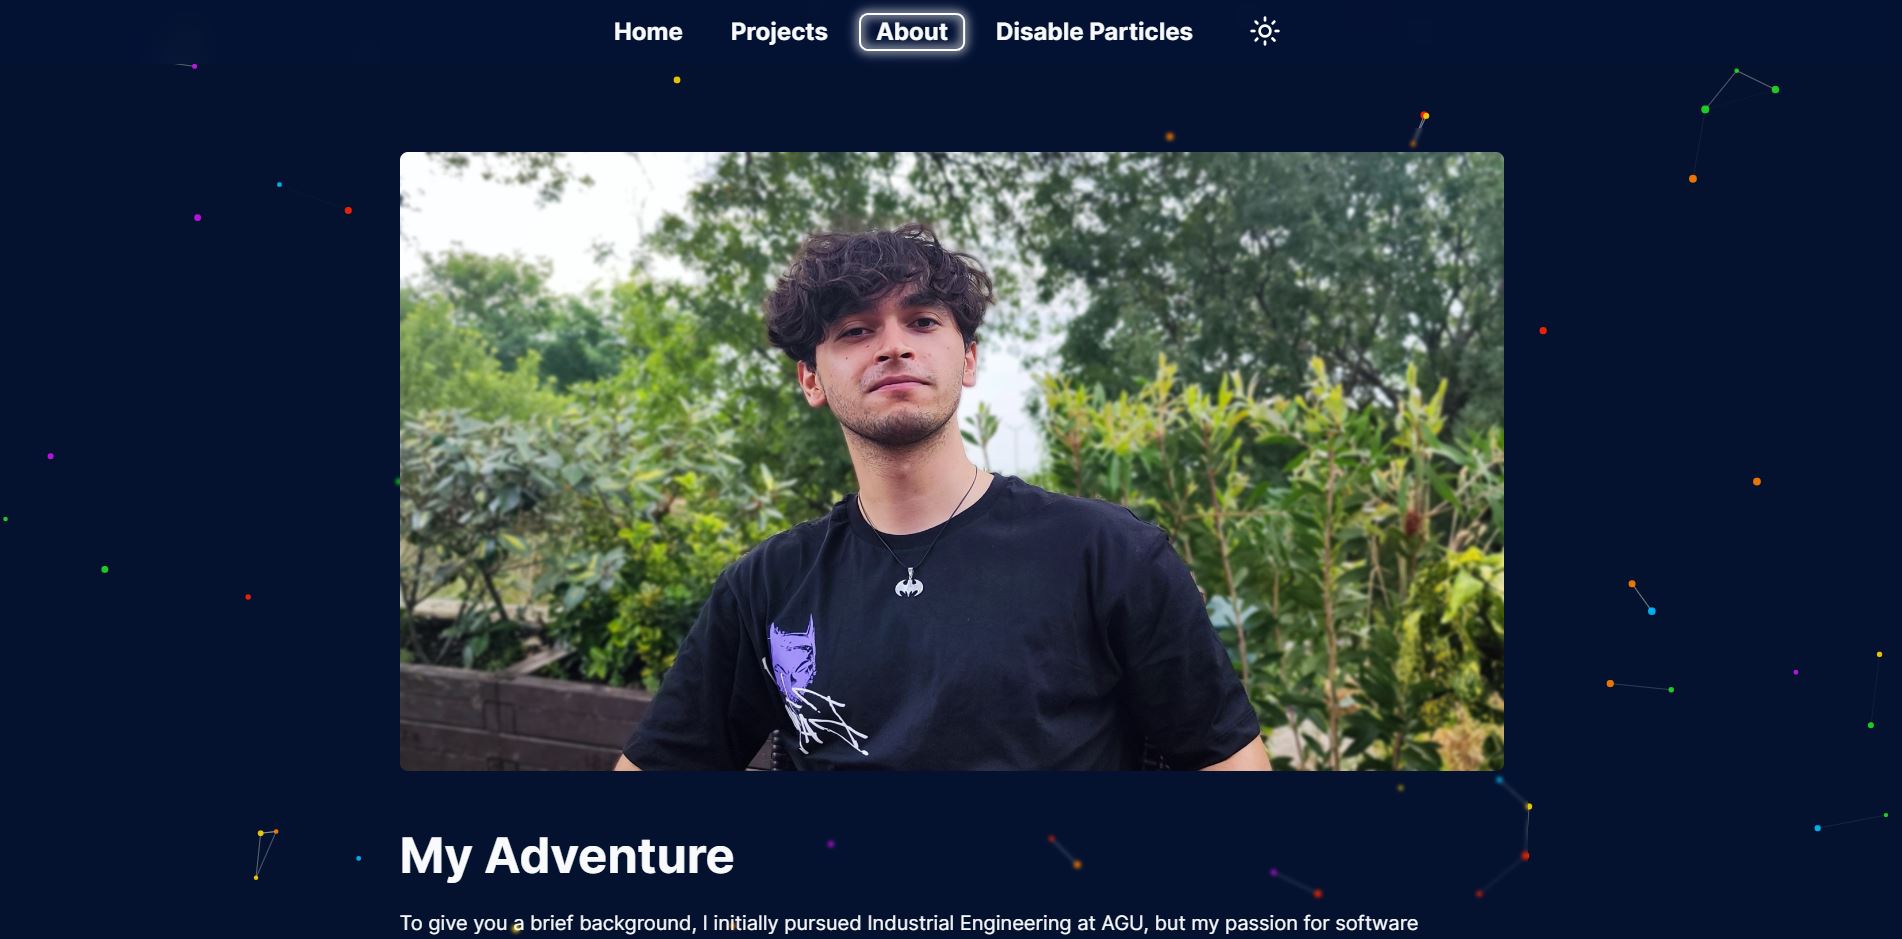 Home Projects About Disable Particles
My Adventure
To give you a brief background, I initially pursued Industrial Engineering at AGU, but my passion for software